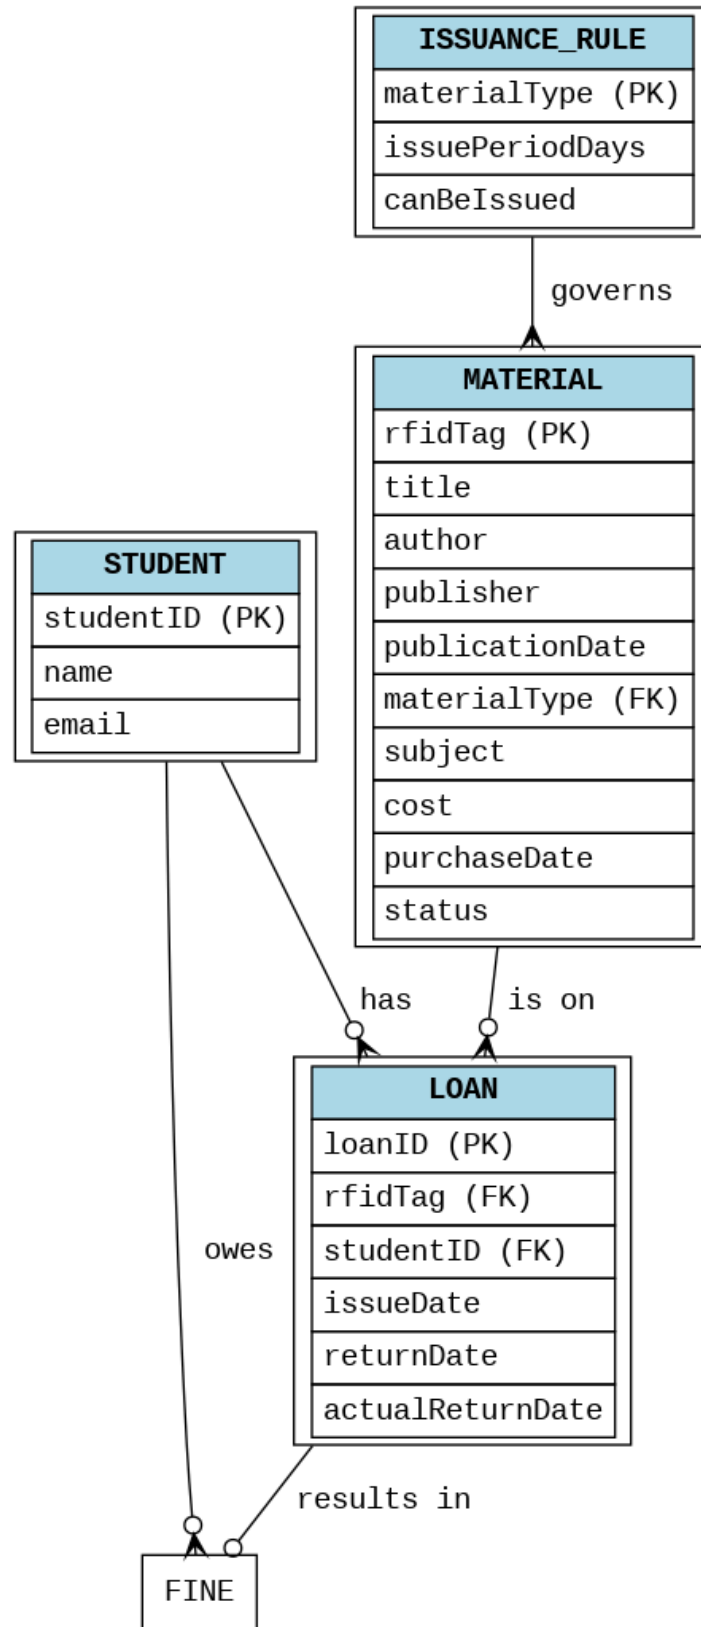 ISSUANCE_RULE
materialType (PK)
issuePeriodDays
canBeIssued
governs
MATERIAL
rfidTag (PK)
title
author
publisher
publicationDate
materialType (FK)
subject
cost
purchaseDate
status
STUDENT
studentID (PK)
name
email
has
is on
LOAN
loanID (PK)
rfidTag (FK)
studentID (FK)
issueDate
returnDate
actualReturnDate
owes
results in
FINE